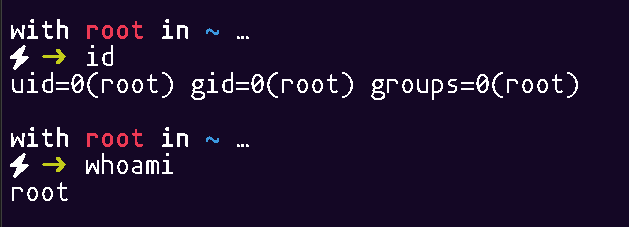 with root in ~ …
⚡ → id
uid=0(root) gid=0(root) groups=0(root)
with root in ~ …
⚡ → whoami
root